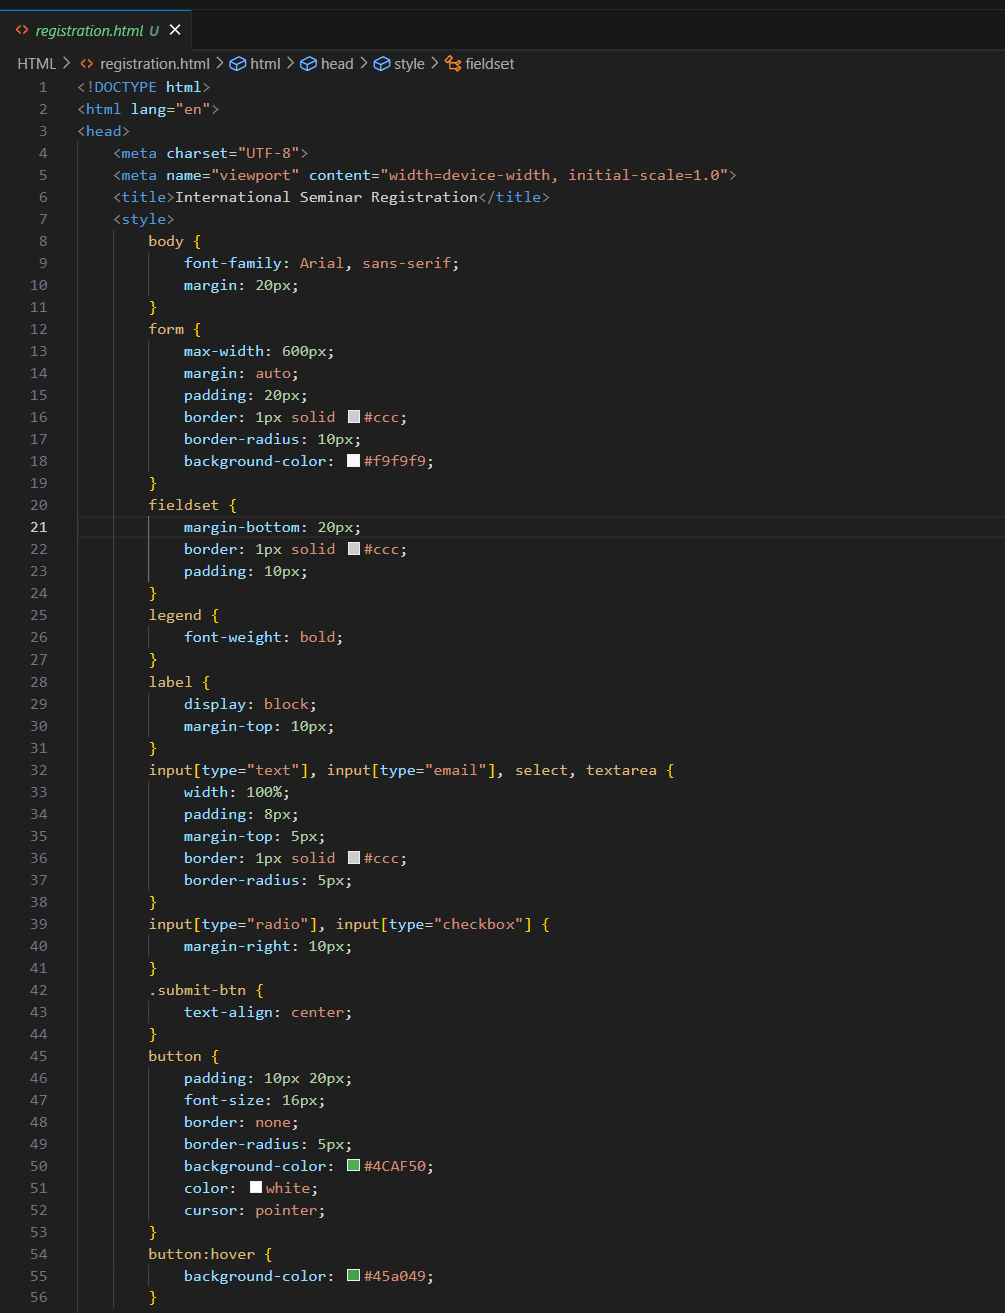 registration.html U
HTML > registration.html > html > head > style > fieldset
1 <!DOCTYPE html>
2 <html lang="en">
3 <head>
4     <meta charset="UTF-8">
5     <meta name="viewport" content="width=device-width, initial-scale=1.0">
6     <title>International Seminar Registration</title>
7     <style>
8         body {
9             font-family: Arial, sans-serif;
10             margin: 20px;
11         }
12         form {
13             max-width: 600px;
14             margin: auto;
15             padding: 20px;
16             border: 1px solid #ccc;
17             border-radius: 10px;
18             background-color: #f9f9f9;
19         }
20         fieldset {
21             margin-bottom: 20px;
22             border: 1px solid #ccc;
23             padding: 10px;
24         }
25         legend {
26             font-weight: bold;
27         }
28         label {
29             display: block;
30             margin-top: 10px;
31         }
32         input[type="text"], input[type="email"], select, textarea {
33             width: 100%;
34             padding: 8px;
35             margin-top: 5px;
36             border: 1px solid #ccc;
37             border-radius: 5px;
38         }
39         input[type="radio"], input[type="checkbox"] {
40             margin-right: 10px;
41         }
42         .submit-btn {
43             text-align: center;
44         }
45         button {
46             padding: 10px 20px;
47             font-size: 16px;
48             border: none;
49             border-radius: 5px;
50             background-color: #4CAF50;
51             color: white;
52             cursor: pointer;
53         }
54         button:hover {
55             background-color: #45a049;
56         }